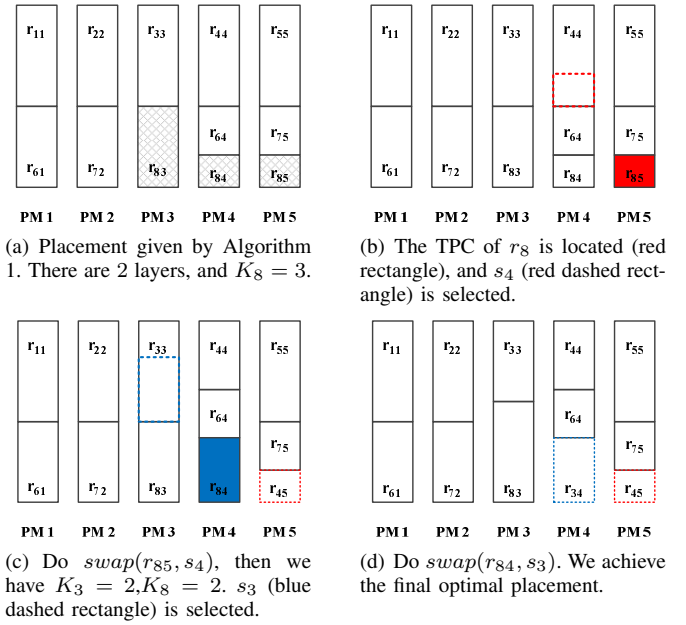 r11 r22 r33 r44 r55
r64 r75
r61 r72 r83 r84 r85
PM 1 PM 2 PM 3 PM 4 PM 5
(a) Placement given by Algorithm
1. There are 2 layers, and K8 = 3.
r11 r22 r33 r44 r55
r64 r75
r61 r72 r83 r84 r85
PM 1 PM 2 PM 3 PM 4 PM 5
(b) The TPC of r8 is located (red
rectangle), and s4 (red dashed rect-
angle) is selected.
r11 r22 r33 r44 r55
r64 r75
r61 r72 r83 r84 r45
PM 1 PM 2 PM 3 PM 4 PM 5
(c) Do swap(r85, s4), then we
have K3 = 2,K8 = 2. s3 (blue
dashed rectangle) is selected.
r11 r22 r33 r44 r55
r64 r75
r61 r72 r83 r34 r45
PM 1 PM 2 PM 3 PM 4 PM 5
(d) Do swap(r84, s3). We achieve
the final optimal placement.